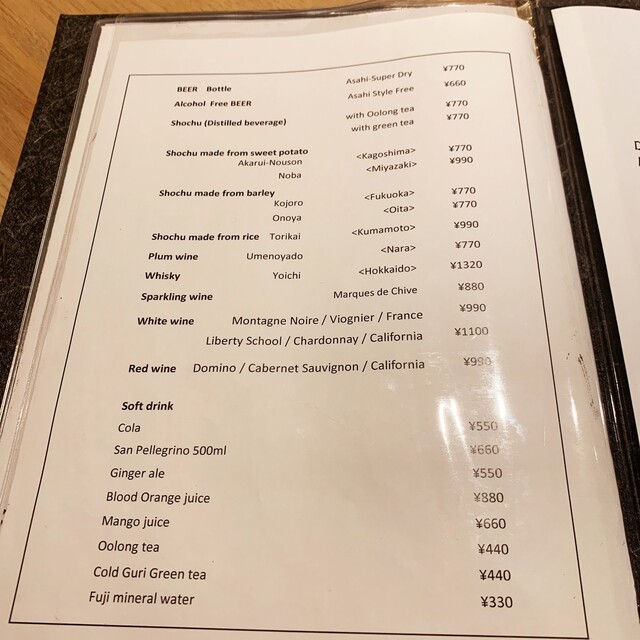 BEER Bottle Asahi-Super Dry ¥770
Alcohol Free BEER Asahi Style Free ¥660
Shochu (Distilled beverage) with Oolong tea ¥770
with green tea ¥770
Shochu made from sweet potato
Akarui-Nouson <Kagoshima> ¥770
Noba <Miyazaki> ¥990
Shochu made from barley
Kojoro <Fukuoka> ¥770
Onoya <Oita> ¥770
Shochu made from rice Torikai <Kumamoto> ¥990
Plum wine Umenoyado <Nara> ¥770
Whisky Yoichi <Hokkaido> ¥1320
Sparkling wine Marques de Chive ¥880
White wine Montagne Noire / Viognier / France ¥990
Liberty School / Chardonnay / California ¥1100
Red wine Domino / Cabernet Sauvignon / California ¥990
Soft drink
Cola ¥550
San Pellegrino 500ml ¥660
Ginger ale ¥550
Blood Orange juice ¥880
Mango juice ¥660
Oolong tea ¥440
Cold Guri Green tea ¥440
Fuji mineral water ¥330